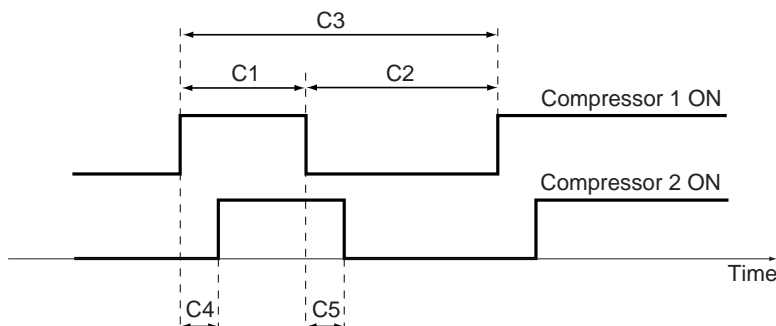 C3
C1
C2
Compressor 1 ON
Compressor 2 ON
Time
C4
C5